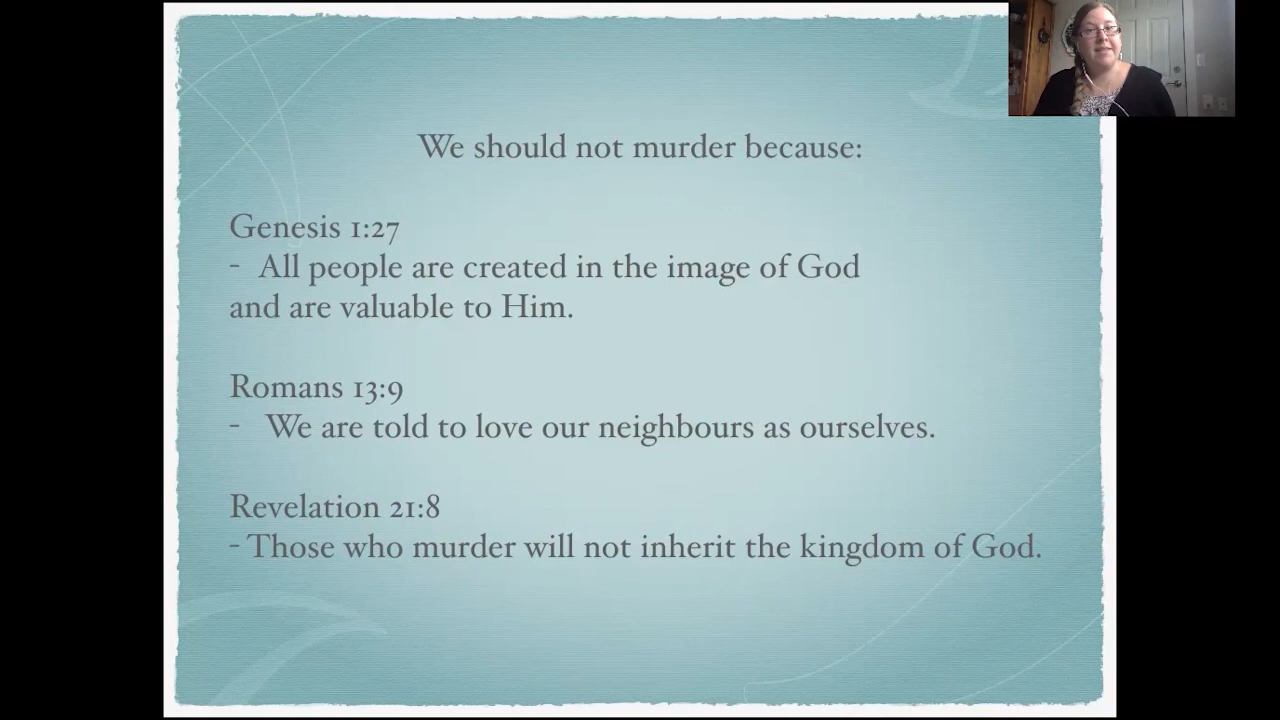 We should not murder because:
Genesis 1:27
- All people are created in the image of God
and are valuable to Him.
Romans 13:9
- We are told to love our neighbours as ourselves.
Revelation 21:8
- Those who murder will not inherit the kingdom of God.